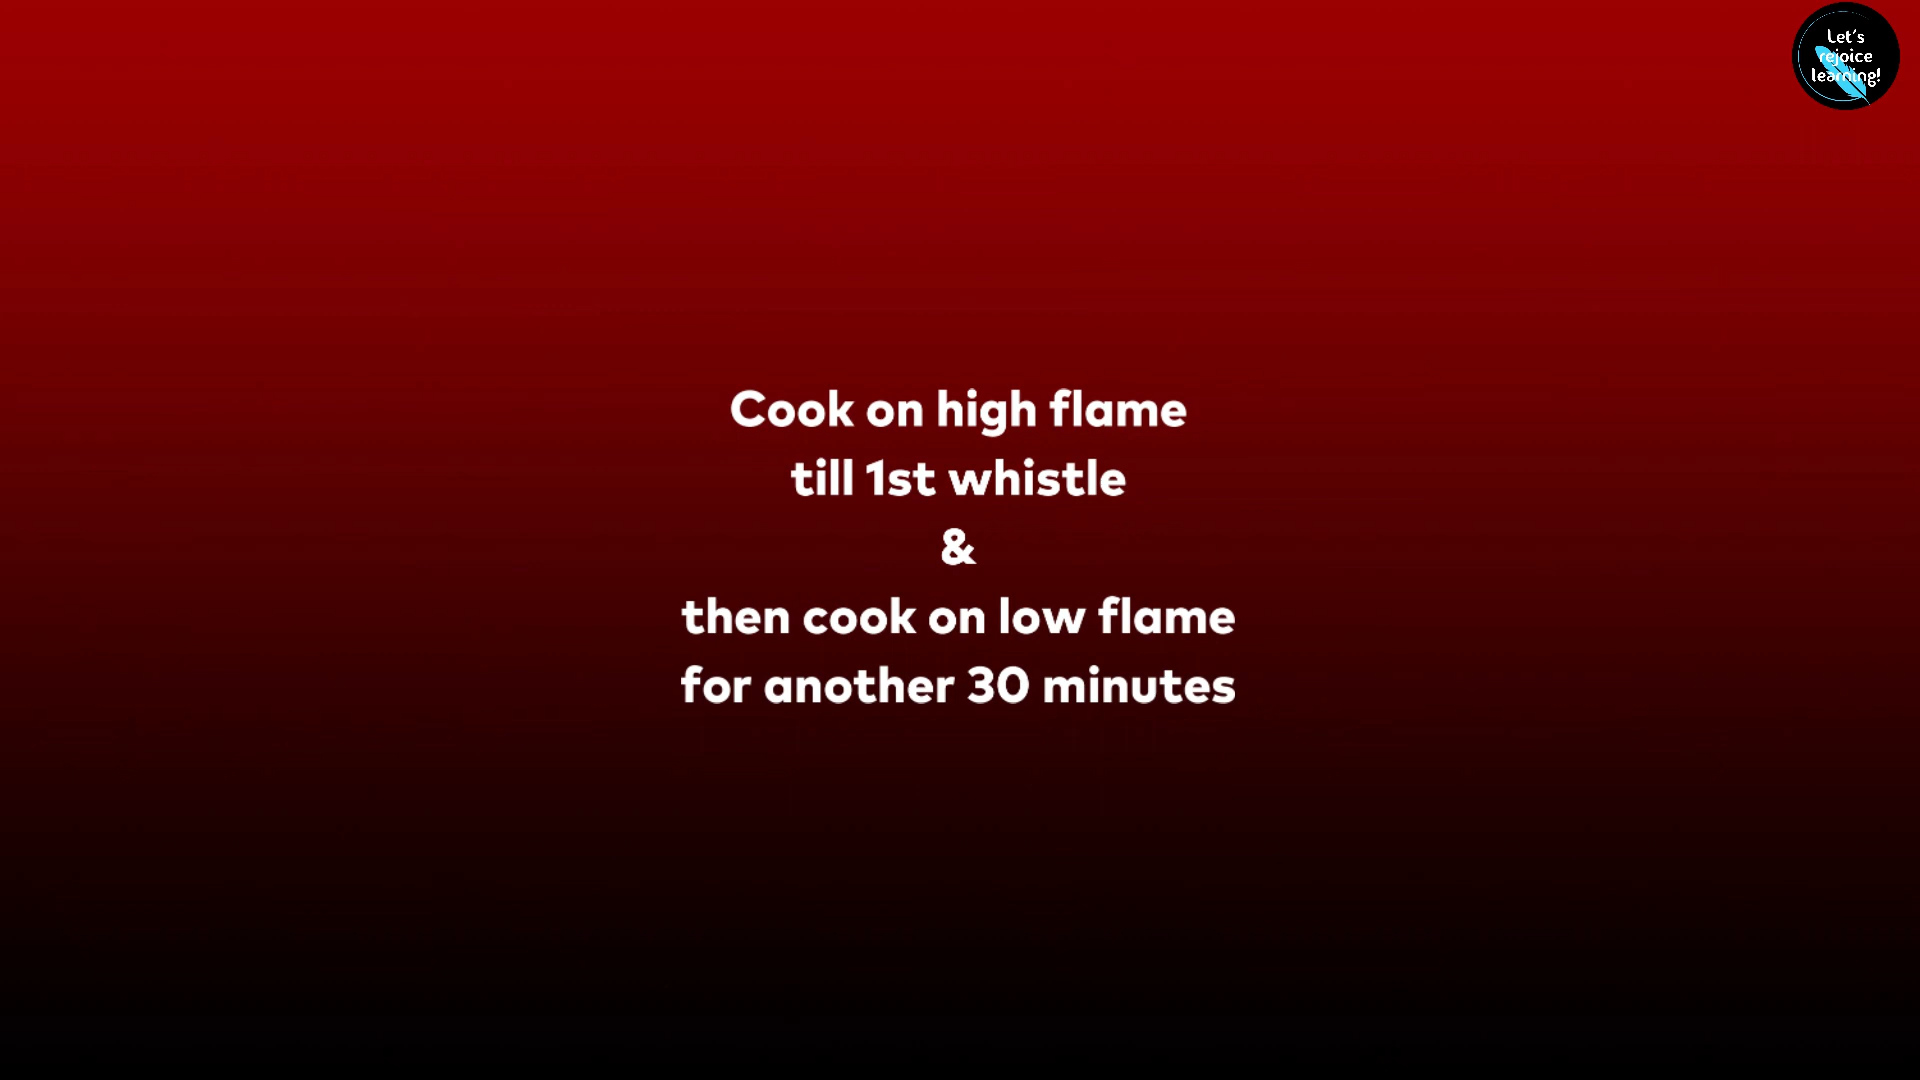 Let's
rejoice
learning!
Cook on high flame
till 1st whistle
&
then cook on low flame
for another 30 minutes